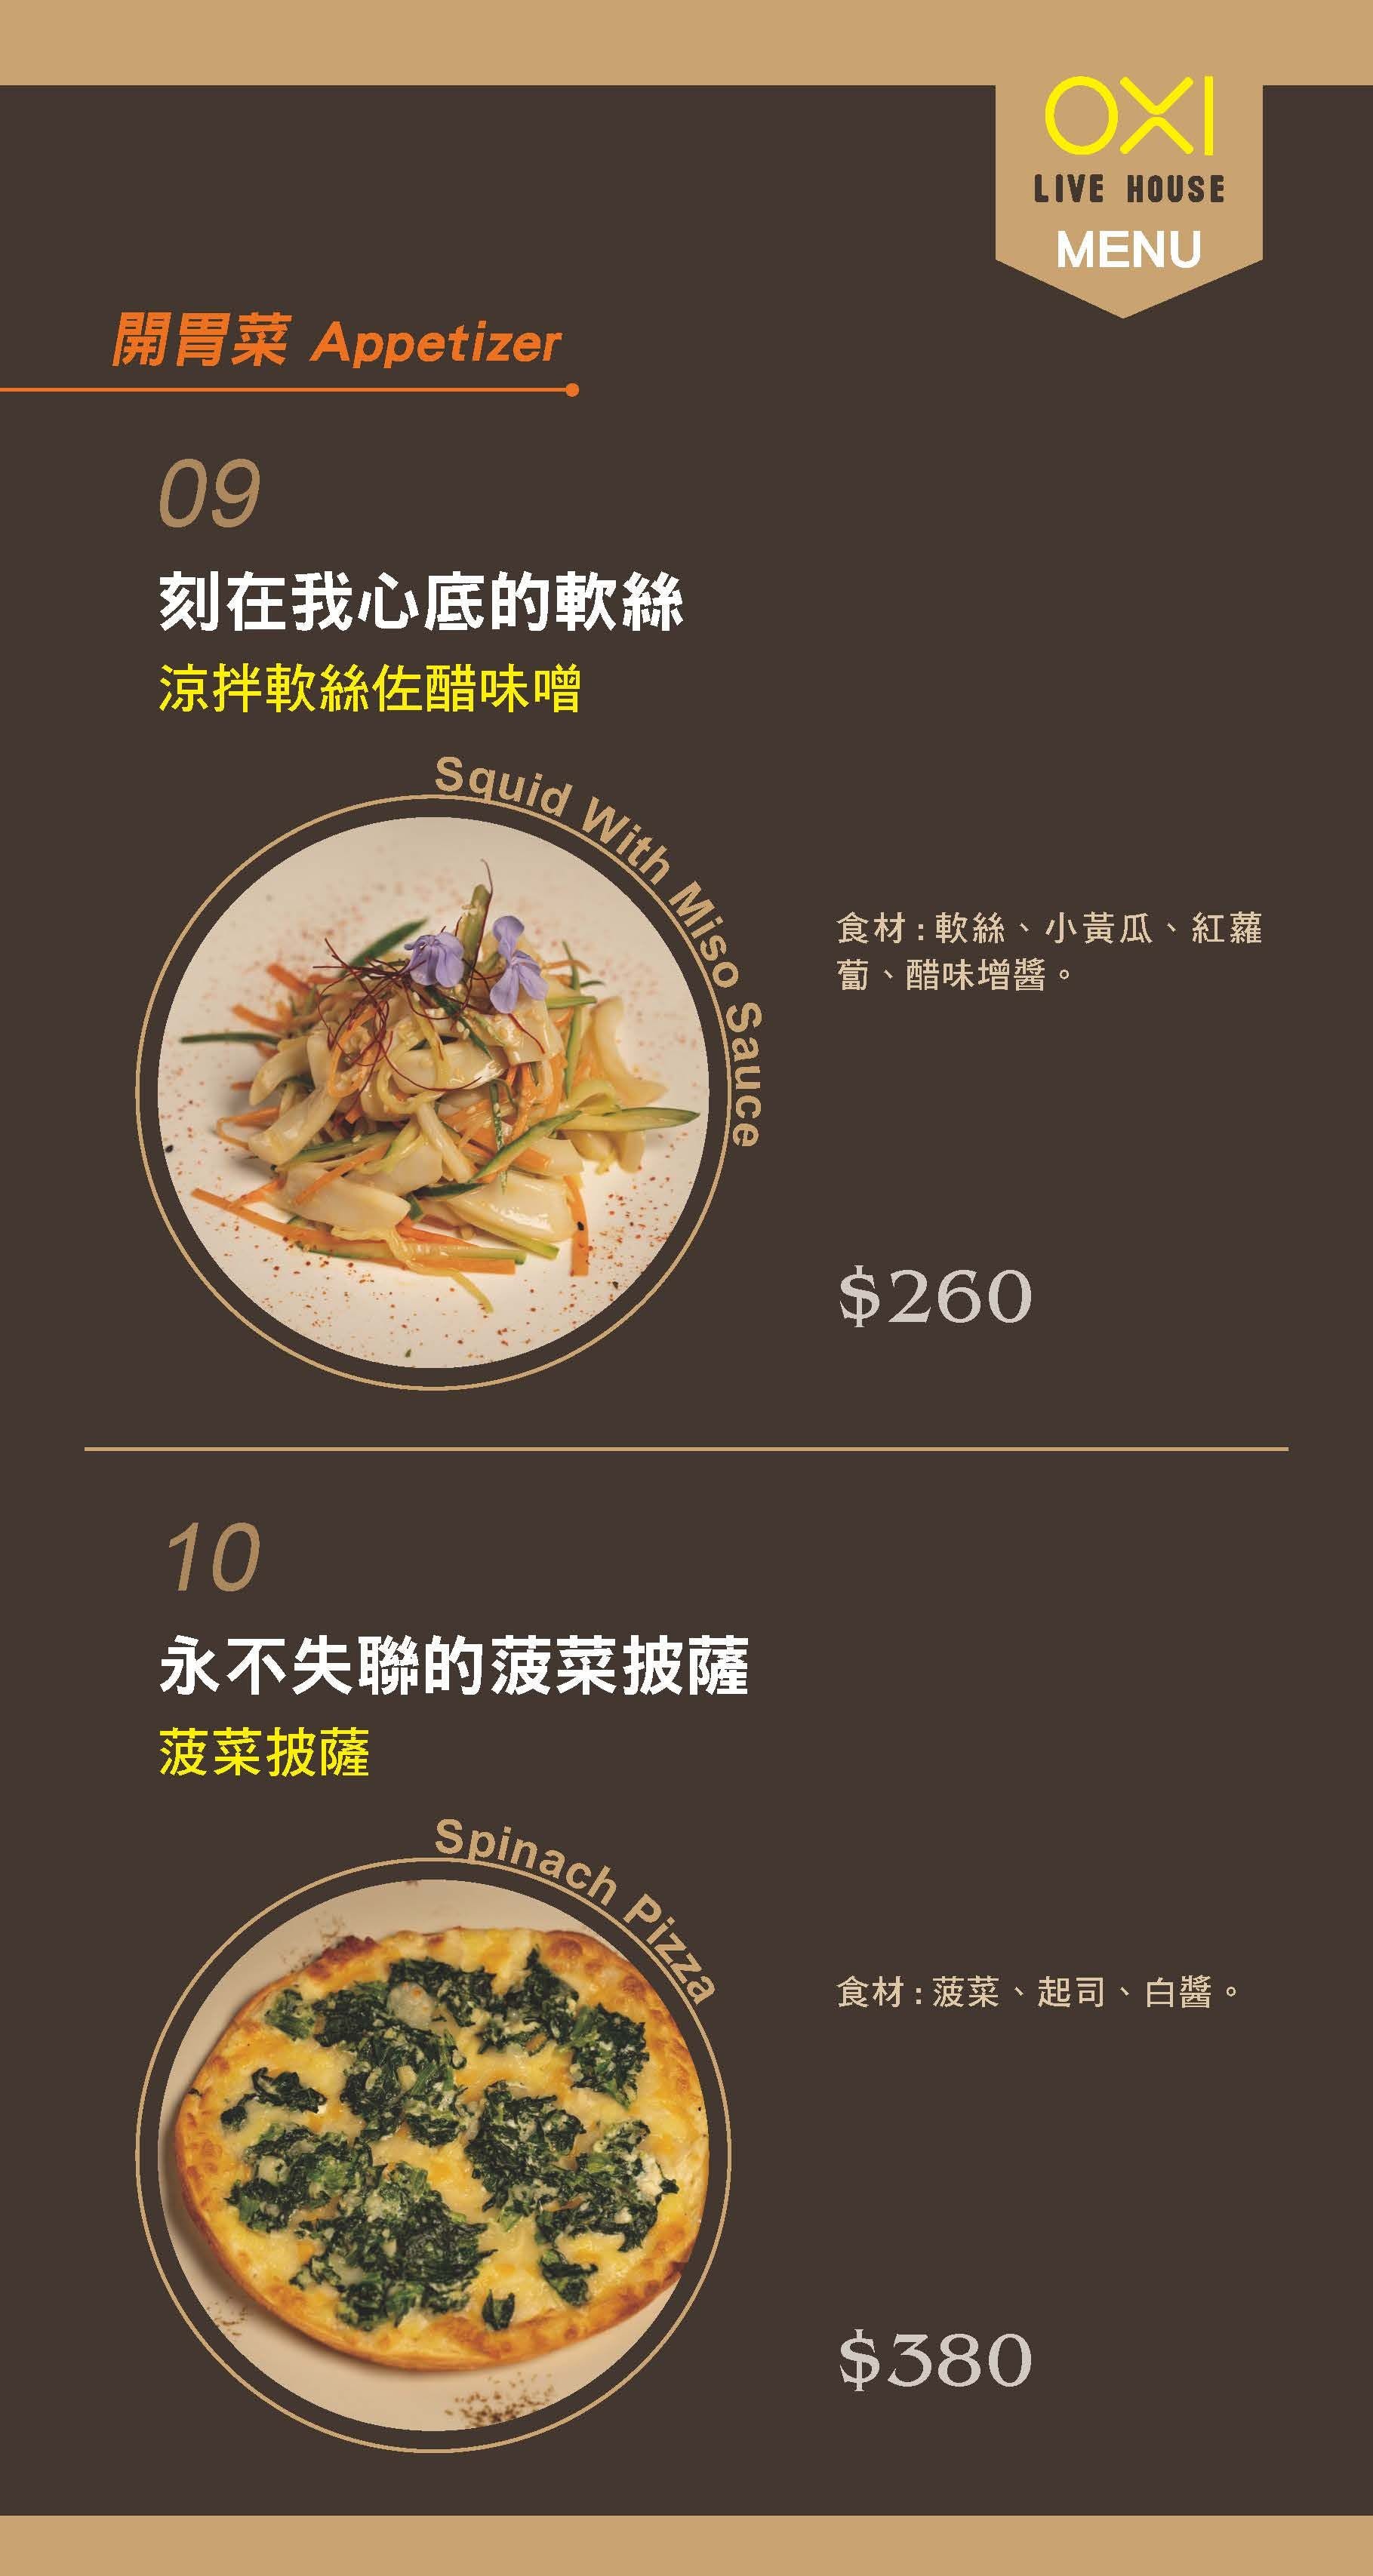 OXI
LIVE HOUSE
MENU
開胃菜 Appetizer
09
刻在我心底的軟絲
涼拌軟絲佐醋味噌
Squid With Miso Sauce
食材:軟絲、小黃瓜、紅蘿
蔔、醋味增醬。
$260
10
永不失聯的菠菜披薩
菠菜披薩
Spinach Pizza
食材:菠菜、起司、白醬。
$380